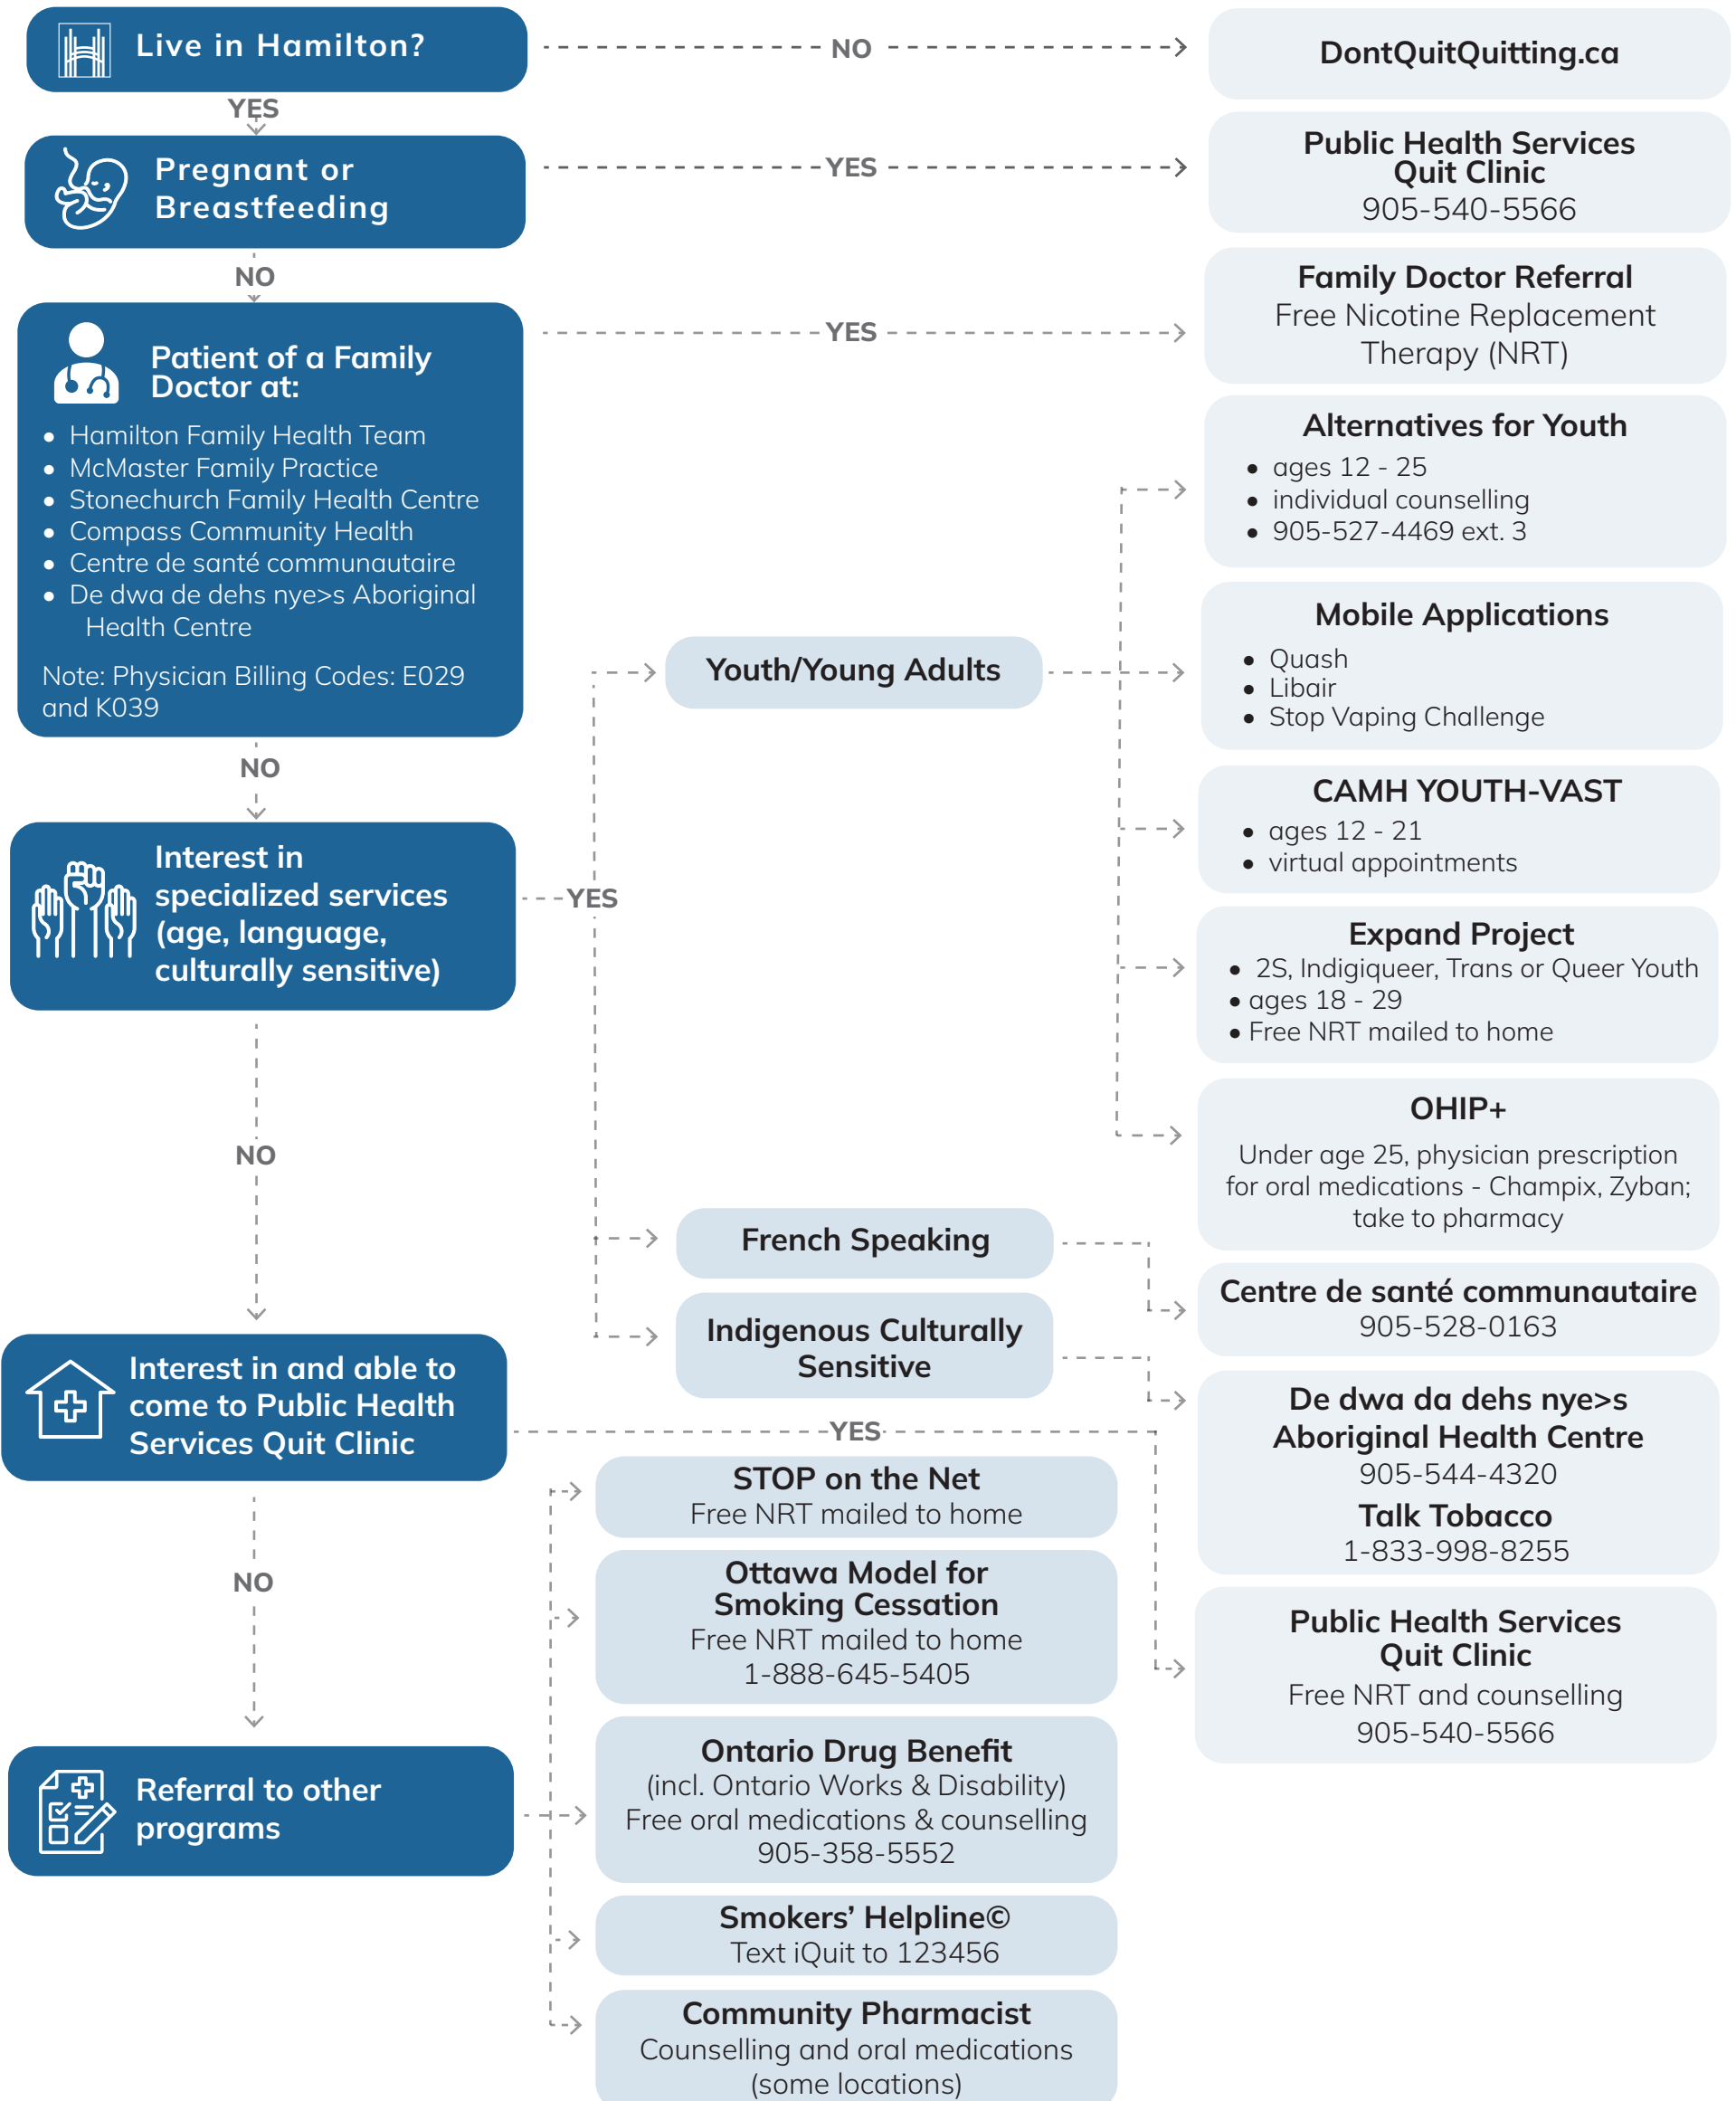 Live in Hamilton?
NO
DontQuitQuitting.ca
YES
Pregnant or
Breastfeeding
YES
Public Health Services
Quit Clinic
905-540-5566
NO
Patient of a Family
Doctor at:
• Hamilton Family Health Team
• McMaster Family Practice
• Stonechurch Family Health Centre
• Compass Community Health
• Centre de santé communautaire
• De dwa de dehs nye>s Aboriginal
Health Centre
Note: Physician Billing Codes: E029
and K039
YES
Family Doctor Referral
Free Nicotine Replacement
Therapy (NRT)
NO
Interest in
specialized services
(age, language,
culturally sensitive)
YES
Youth/Young Adults
Alternatives for Youth
• ages 12 - 25
• individual counselling
• 905-527-4469 ext. 3
Mobile Applications
• Quash
• Libair
• Stop Vaping Challenge
CAMH YOUTH-VAST
• ages 12 - 21
• virtual appointments
Expand Project
• 2S, Indigiqueer, Trans or Queer Youth
• ages 18 - 29
• Free NRT mailed to home
OHIP+
Under age 25, physician prescription
for oral medications - Champix, Zyban;
take to pharmacy
French Speaking
Centre de santé communautaire
905-528-0163
Indigenous Culturally
Sensitive
De dwa da dehs nye>s
Aboriginal Health Centre
905-544-4320
Talk Tobacco
1-833-998-8255
NO
Interest in and able to
come to Public Health
Services Quit Clinic
YES
Public Health Services
Quit Clinic
Free NRT and counselling
905-540-5566
NO
Referral to other
programs
STOP on the Net
Free NRT mailed to home
Ottawa Model for
Smoking Cessation
Free NRT mailed to home
1-888-645-5405
Ontario Drug Benefit
(incl. Ontario Works & Disability)
Free oral medications & counselling
905-358-5552
Smokers’ Helpline©
Text iQuit to 123456
Community Pharmacist
Counselling and oral medications
(some locations)